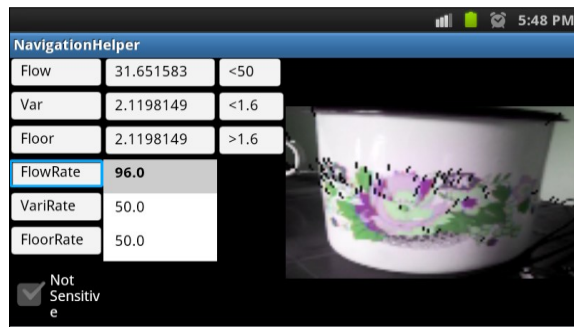 5:48 PM
NavigationHelper
Flow 31.651583 <50
Var 2.1198149 <1.6
Floor 2.1198149 >1.6
FlowRate 96.0
VariRate 50.0
FloorRate 50.0
Not
Sensitiv
e